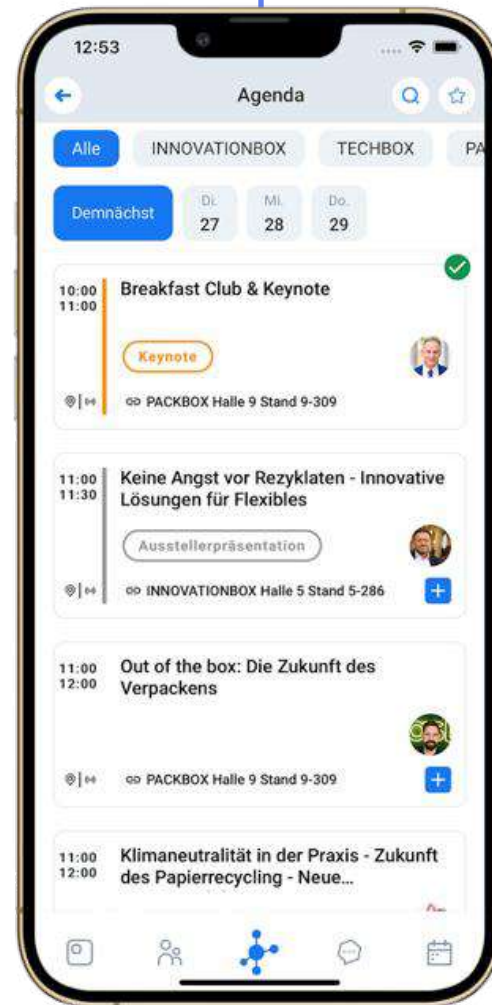 12:53
Agenda
Alle INNOVATIONBOX TECHBOX PA
Demnächst Di. 27 Mi. 28 Do. 29
10:00
11:00
Breakfast Club & Keynote
Keynote
PACKBOX Halle 9 Stand 9-309
11:00
11:30
Keine Angst vor Rezyklaten - Innovative
Lösungen für Flexibles
Ausstellerpräsentation
INNOVATIONBOX Halle 5 Stand 5-286
11:00
12:00
Out of the box: Die Zukunft des
Verpackens
PACKBOX Halle 9 Stand 9-309
11:00
12:00
Klimaneutralität in der Praxis - Zukunft
des Papierrecycling - Neue...